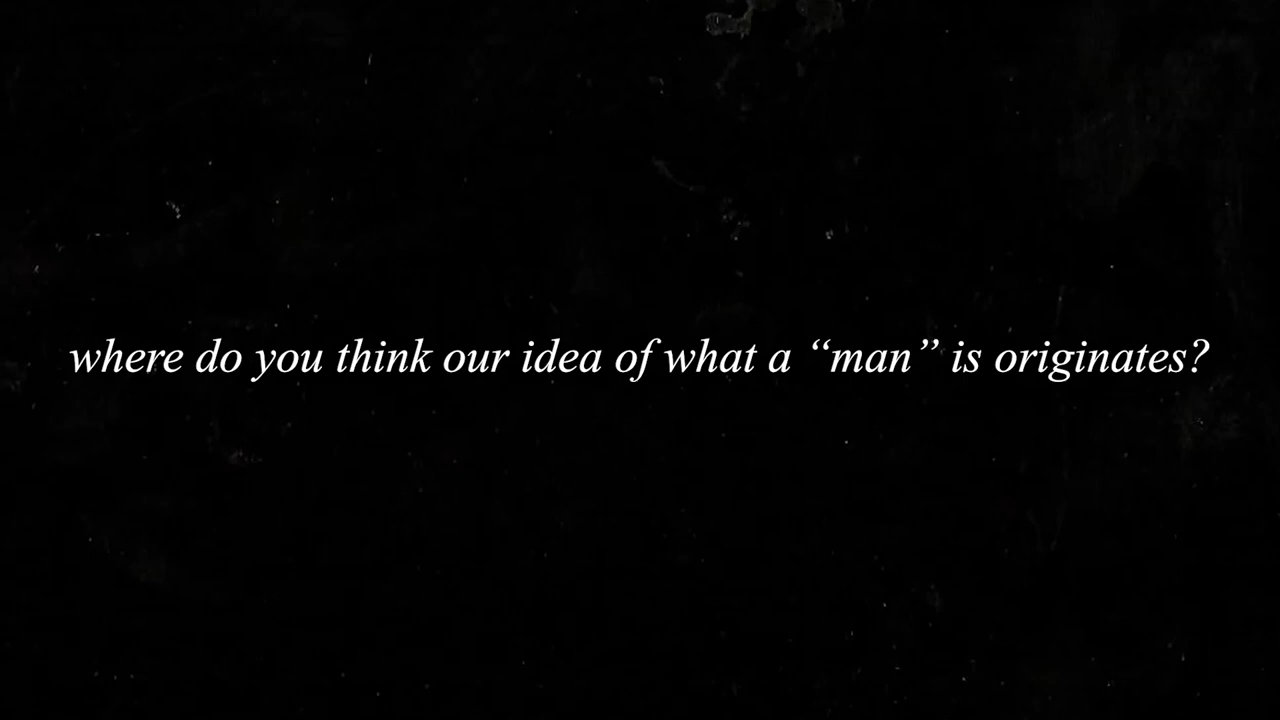 where do you think our idea of what a “man” is originates?